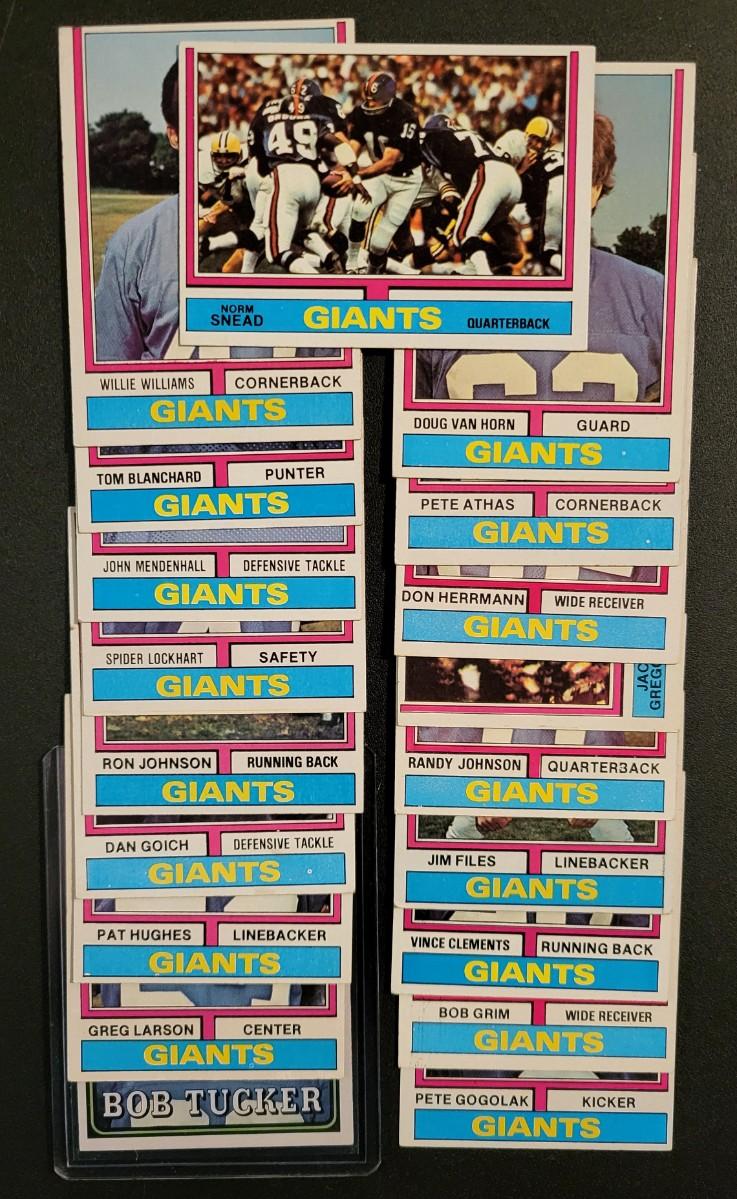 49
15
NORM
SNEAD
GIANTS
QUARTERBACK
WILLIE WILLIAMS
CORNERBACK
GIANTS
TOM BLANCHARD
PUNTER
GIANTS
JOHN MENDENHALL
DEFENSIVE TACKLE
GIANTS
SPIDER LOCKHART
SAFETY
GIANTS
RON JOHNSON
RUNNING BACK
GIANTS
DAN GOICH
DEFENSIVE TACKLE
GIANTS
PAT HUGHES
LINEBACKER
GIANTS
GREG LARSON
CENTER
GIANTS
BOB TUCKER
DOUG VAN HORN
GUARD
GIANTS
PETE ATHAS
CORNERBACK
GIANTS
DON HERRMANN
WIDE RECEIVER
GIANTS
RANDY JOHNSON
QUARTERBACK
GIANTS
JIM FILES
LINEBACKER
GIANTS
VINCE CLEMENTS
RUNNING BACK
GIANTS
BOB GRIM
WIDE RECEIVER
GIANTS
PETE GOGOLAK
KICKER
GIANTS